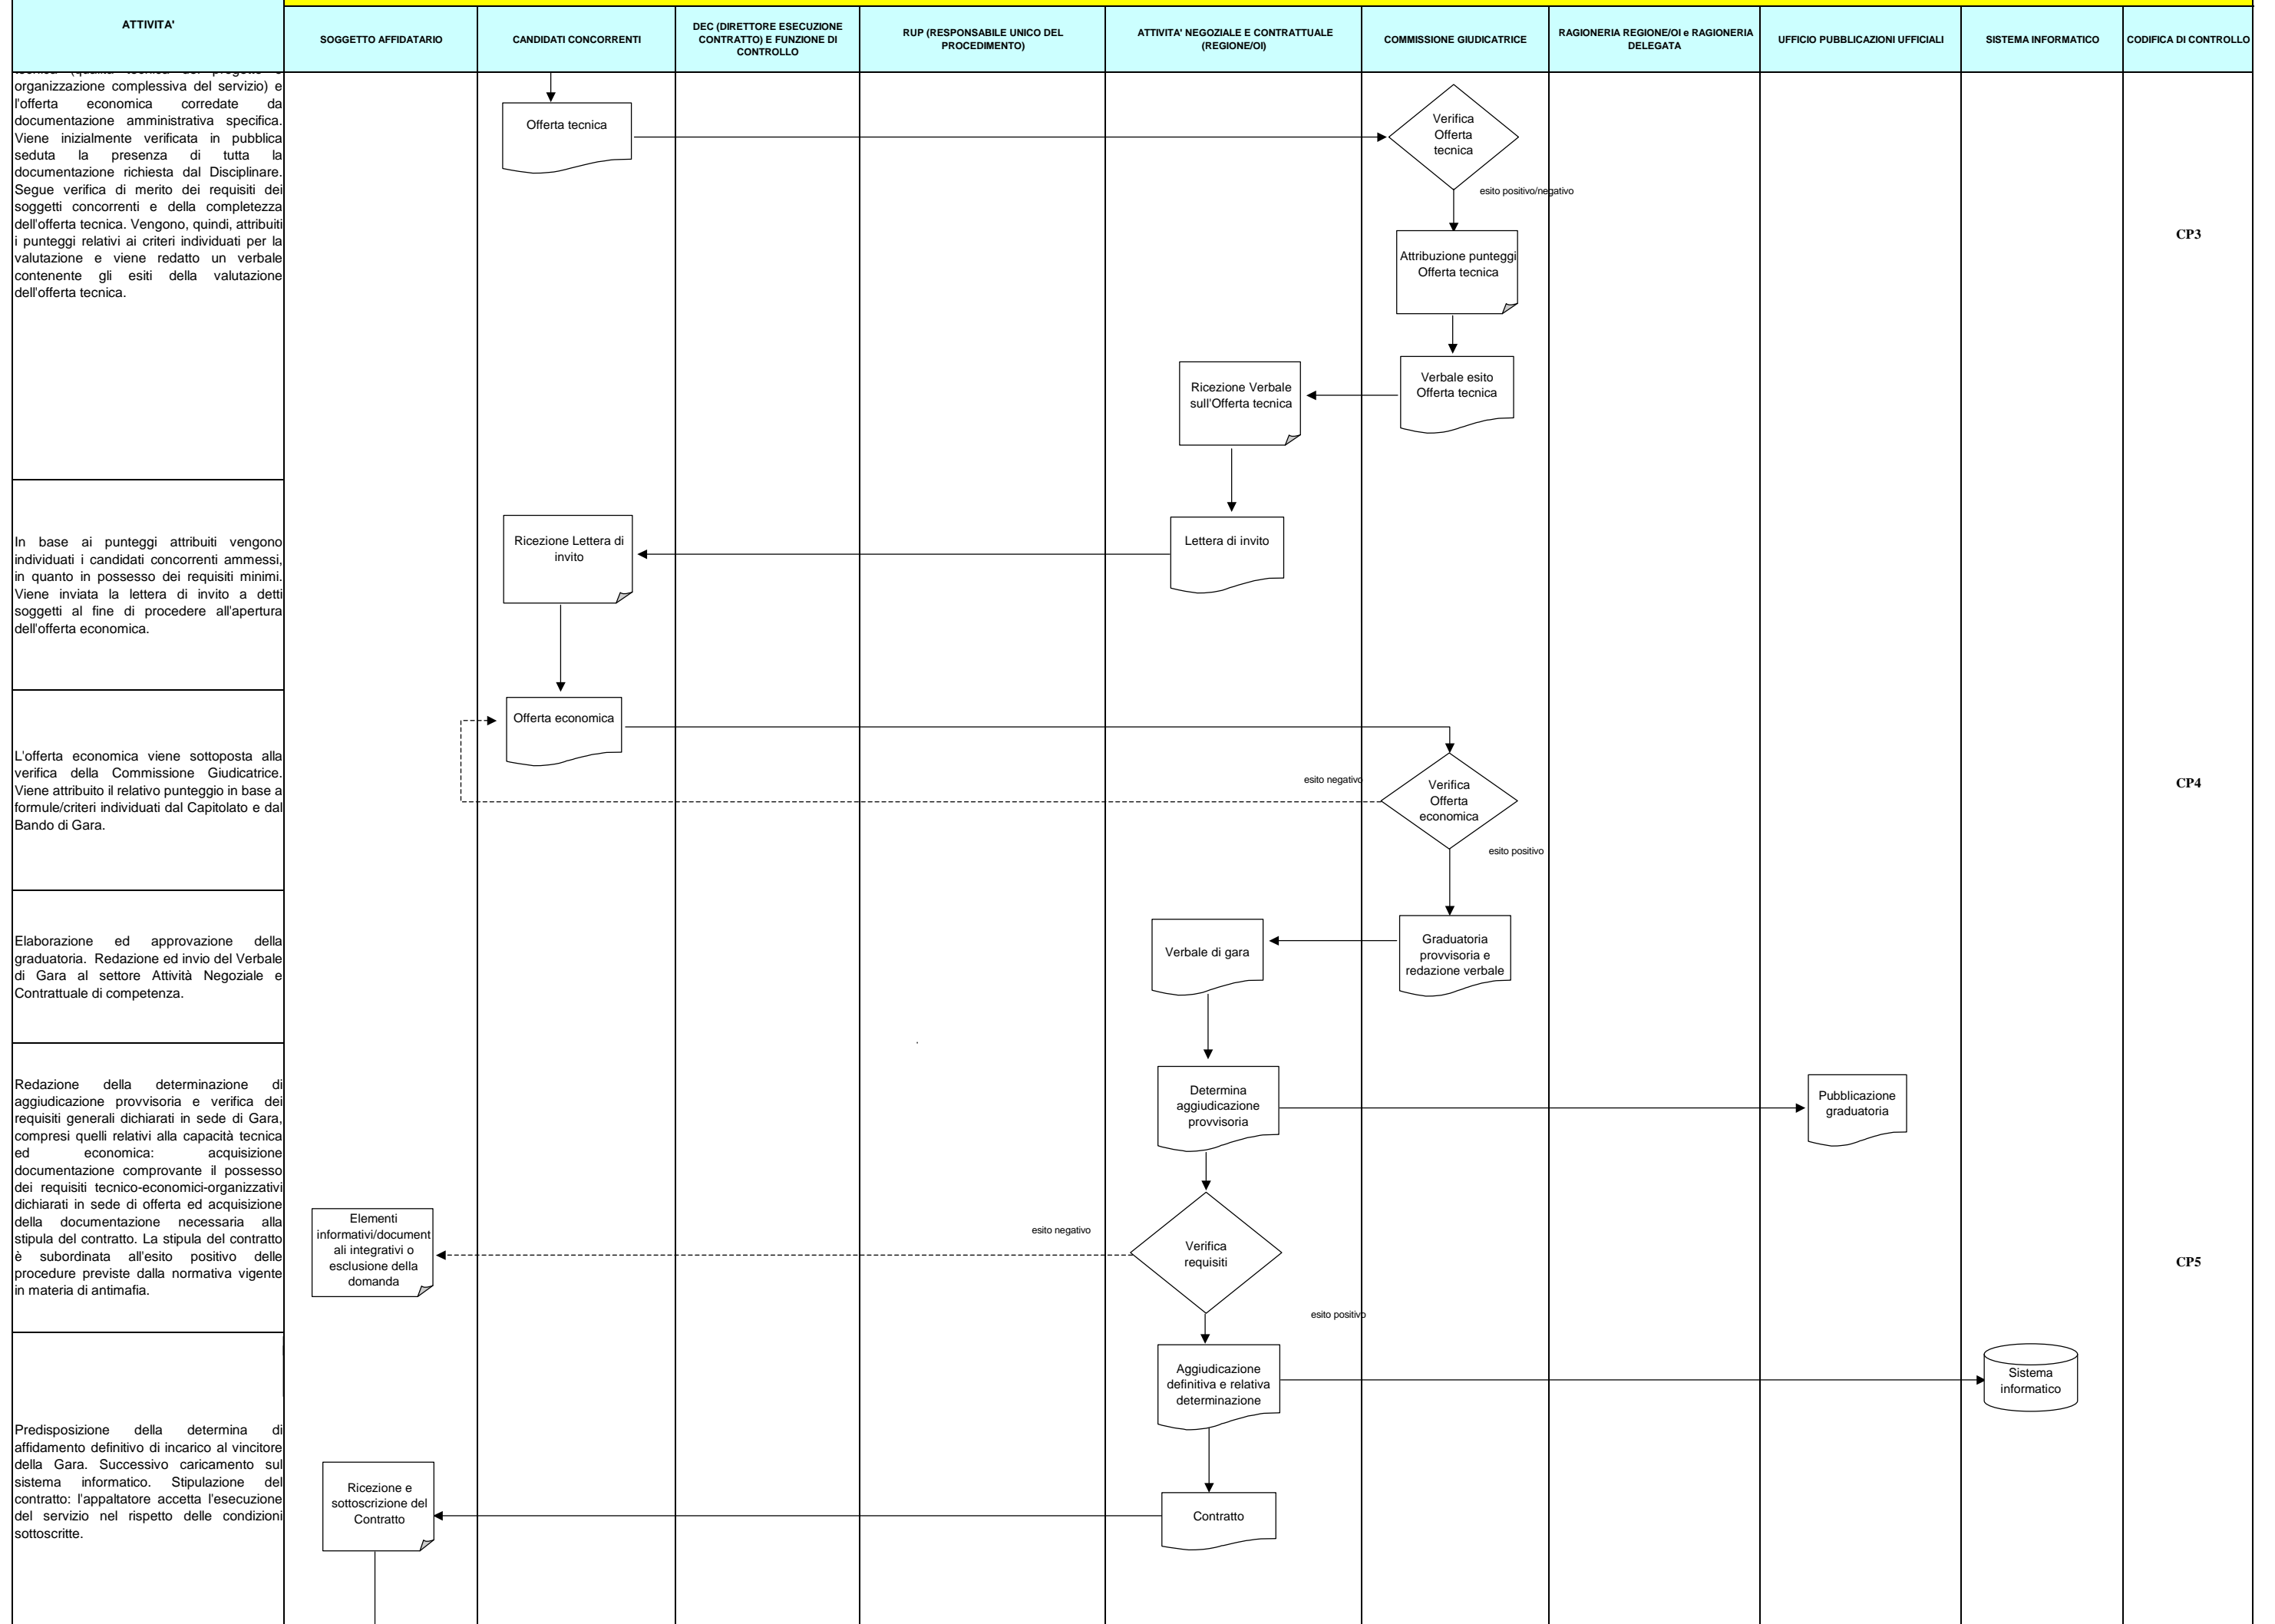 ATTIVITA'
SOGGETTO AFFIDATARIO
CANDIDATI CONCORRENTI
DEC (DIRETTORE ESECUZIONE
CONTRATTO) E FUNZIONE DI
CONTROLLO
RUP (RESPONSABILE UNICO DEL
PROCEDIMENTO)
ATTIVITA' NEGOZIALE E CONTRATTUALE
(REGIONE/OI)
COMMISSIONE GIUDICATRICE
RAGIONERIA REGIONE/OI e RAGIONERIA
DELEGATA
UFFICIO PUBBLICAZIONI UFFICIALI
SISTEMA INFORMATICO
CODIFICA DI CONTROLLO
tecnica (qualità tecnica del progetto e
organizzazione complessiva del servizio) e
l'offerta economica corredate da
documentazione amministrativa specifica.
Viene inizialmente verificata in pubblica
seduta la presenza di tutta la
documentazione richiesta dal Disciplinare.
Segue verifica di merito dei requisiti dei
soggetti concorrenti e della completezza
dell'offerta tecnica. Vengono, quindi, attribuiti
i punteggi relativi ai criteri individuati per la
valutazione e viene redatto un verbale
contenente gli esiti della valutazione
dell'offerta tecnica.
Offerta tecnica
Verifica
Offerta
tecnica
esito positivo/negativo
Attribuzione punteggi
Offerta tecnica
CP3
Verbale esito
Offerta tecnica
Ricezione Verbale
sull'Offerta tecnica
In base ai punteggi attribuiti vengono
individuati i candidati concorrenti ammessi,
in quanto in possesso dei requisiti minimi.
Viene inviata la lettera di invito a detti
soggetti al fine di procedere all'apertura
dell'offerta economica.
Ricezione Lettera di
invito
Lettera di invito
L'offerta economica viene sottoposta alla
verifica della Commissione Giudicatrice.
Viene attribuito il relativo punteggio in base a
formule/criteri individuati dal Capitolato e dal
Bando di Gara.
Offerta economica
esito negativo
Verifica
Offerta
economica
esito positivo
CP4
Elaborazione ed approvazione della
graduatoria. Redazione ed invio del Verbale
di Gara al settore Attività Negoziale e
Contrattuale di competenza.
Verbale di gara
Graduatoria
provvisoria e
redazione verbale
Redazione della determinazione di
aggiudicazione provvisoria e verifica dei
requisiti generali dichiarati in sede di Gara,
compresi quelli relativi alla capacità tecnica
ed economica: acquisizione
documentazione comprovante il possesso
dei requisiti tecnico-economici-organizzativi
dichiarati in sede di offerta ed acquisizione
della documentazione necessaria alla
stipula del contratto. La stipula del contratto
è subordinata all'esito positivo delle
procedure previste dalla normativa vigente
in materia di antimafia.
Determina
aggiudicazione
provvisoria
Pubblicazione
graduatoria
Elementi
informativi/document
ali integrativi o
esclusione della
domanda
esito negativo
Verifica
requisiti
esito positivo
CP5
Predisposizione della determina di
affidamento definitivo di incarico al vincitore
della Gara. Successivo caricamento sul
sistema informatico. Stipulazione del
contratto: l'appaltatore accetta l'esecuzione
del servizio nel rispetto delle condizioni
sottoscritte.
Aggiudicazione
definitiva e relativa
determinazione
Sistema
informatico
Ricezione e
sottoscrizione del
Contratto
Contratto